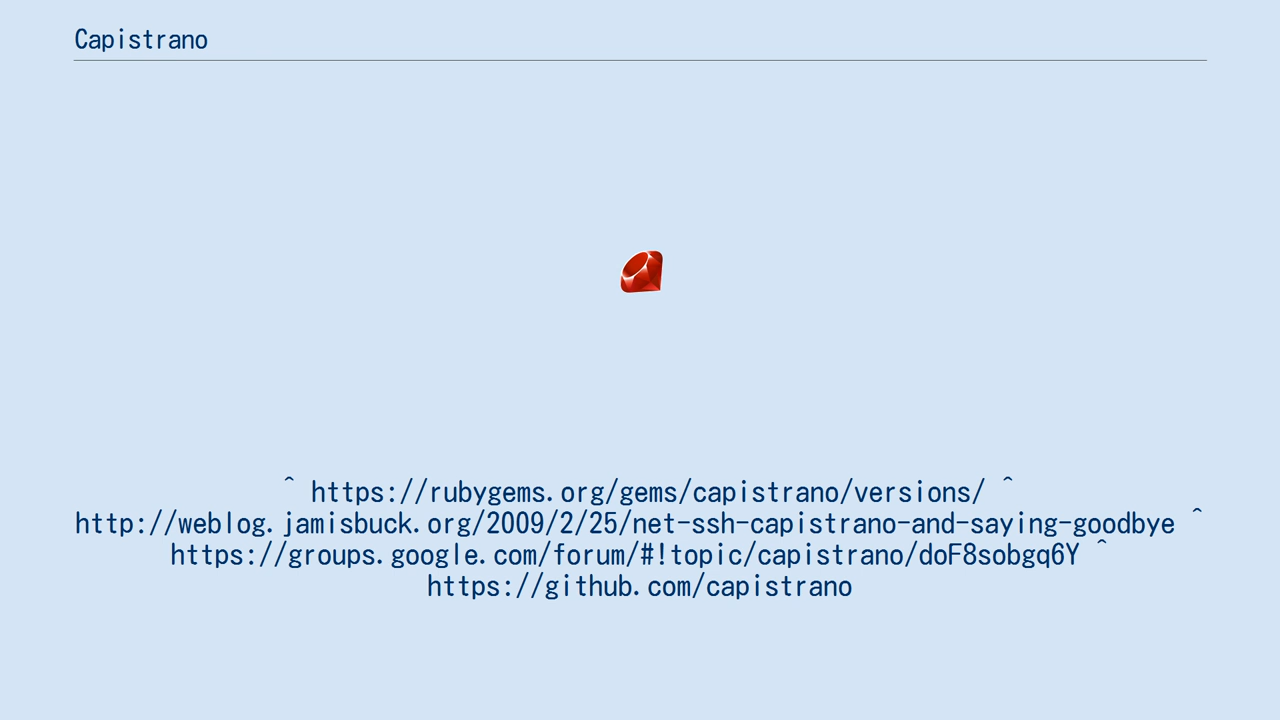 Capistrano
^ https://rubygems.org/gems/capistrano/versions/ ^
http://weblog.jamisbuck.org/2009/2/25/net-ssh-capistrano-and-saying-goodbye ^
https://groups.google.com/forum/#!topic/capistrano/doF8sobgq6Y ^
https://github.com/capistrano